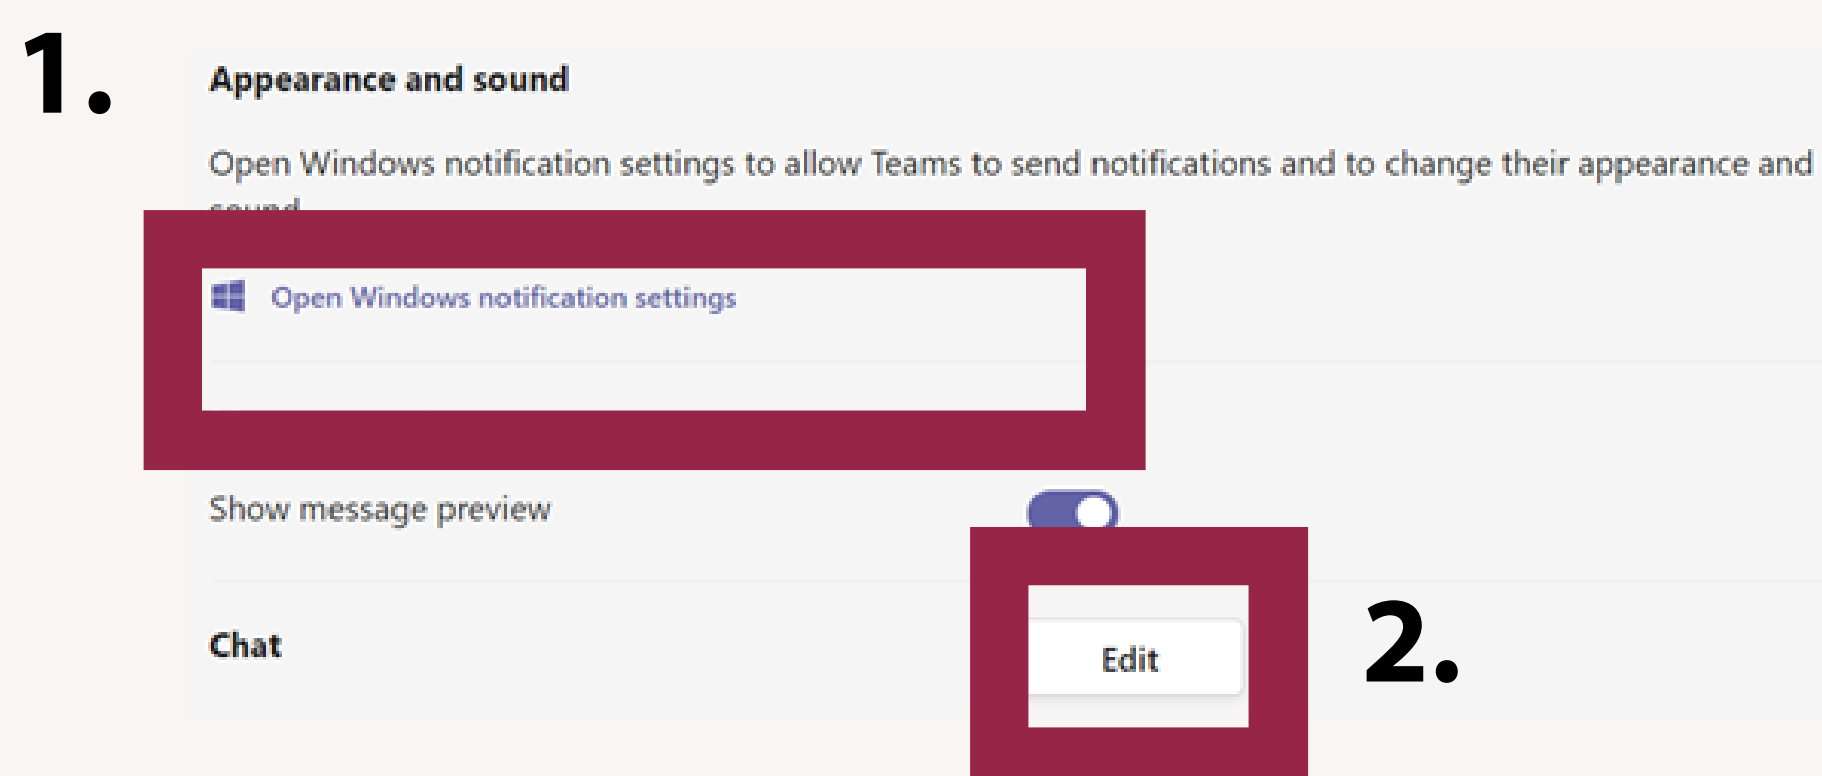 1.
Appearance and sound
Open Windows notification settings to allow Teams to send notifications and to change their appearance and
sound
Open Windows notification settings
Show message preview
Chat
Edit
2.